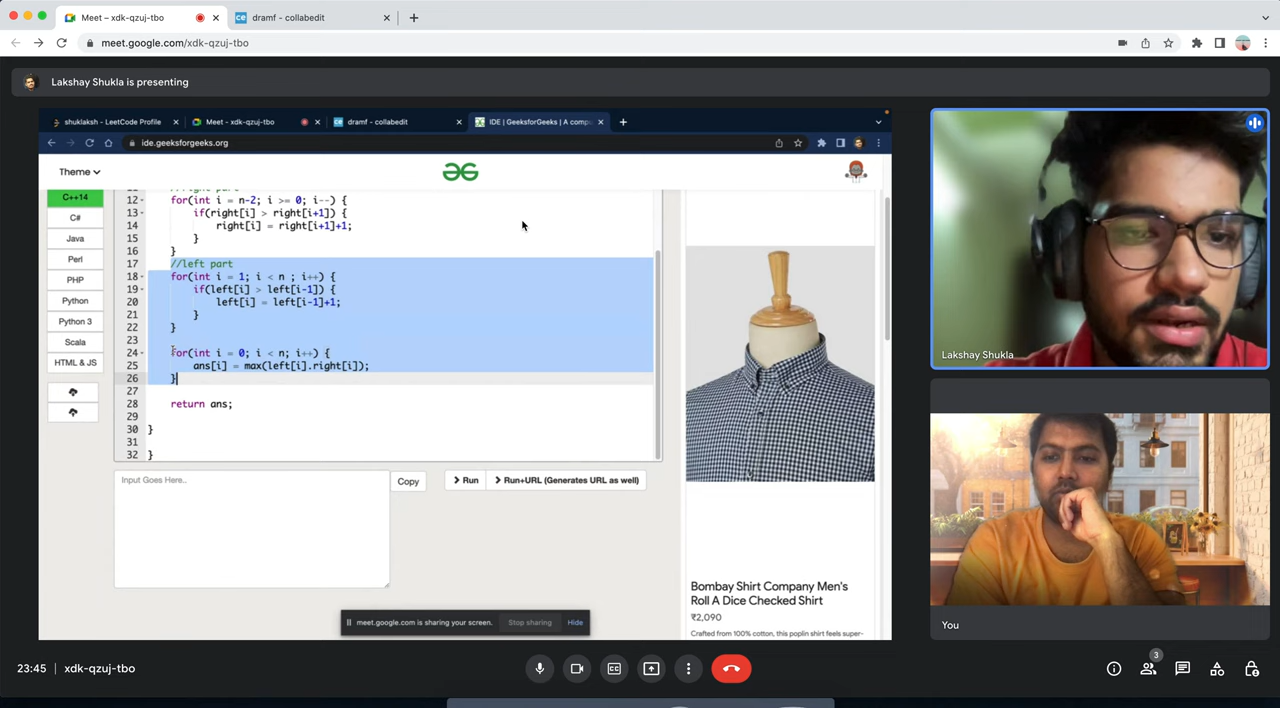 Meet – xdk-qzuj-tbo
dramf - collabedit
meet.google.com/xdk-qzuj-tbo
Lakshay Shukla is presenting
shuklaksh - LeetCode Profile
Meet - xdk-qzuj-tbo
dramf - collabedit
IDE | GeeksforGeeks | A compu
ide.geeksforgeeks.org
Theme
C++14
C#
Java
Perl
PHP
Python
Python 3
Scala
HTML & JS
//right part
12 for(int i = n-2; i >= 0; i--) {
13 if(right[i] > right[i+1]) {
14 right[i] = right[i+1]+1;
15 }
16 }
17 //left part
18 for(int i = 1; i < n ; i++) {
19 if(left[i] > left[i-1]) {
20 left[i] = left[i-1]+1;
21 }
22 }
23
24 for(int i = 0; i < n; i++) {
25 ans[i] = max(left[i].right[i]);
26 }
27
28 return ans;
29
30 }
31
32 }
Input Goes Here..
Copy
Run
Run+URL (Generates URL as well)
Bombay Shirt Company Men's
Roll A Dice Checked Shirt
₹2,090
Crafted from 100% cotton, this poplin shirt feels super-
meet.google.com is sharing your screen.
Stop sharing
Hide
Lakshay Shukla
You
23:45 | xdk-qzuj-tbo
3